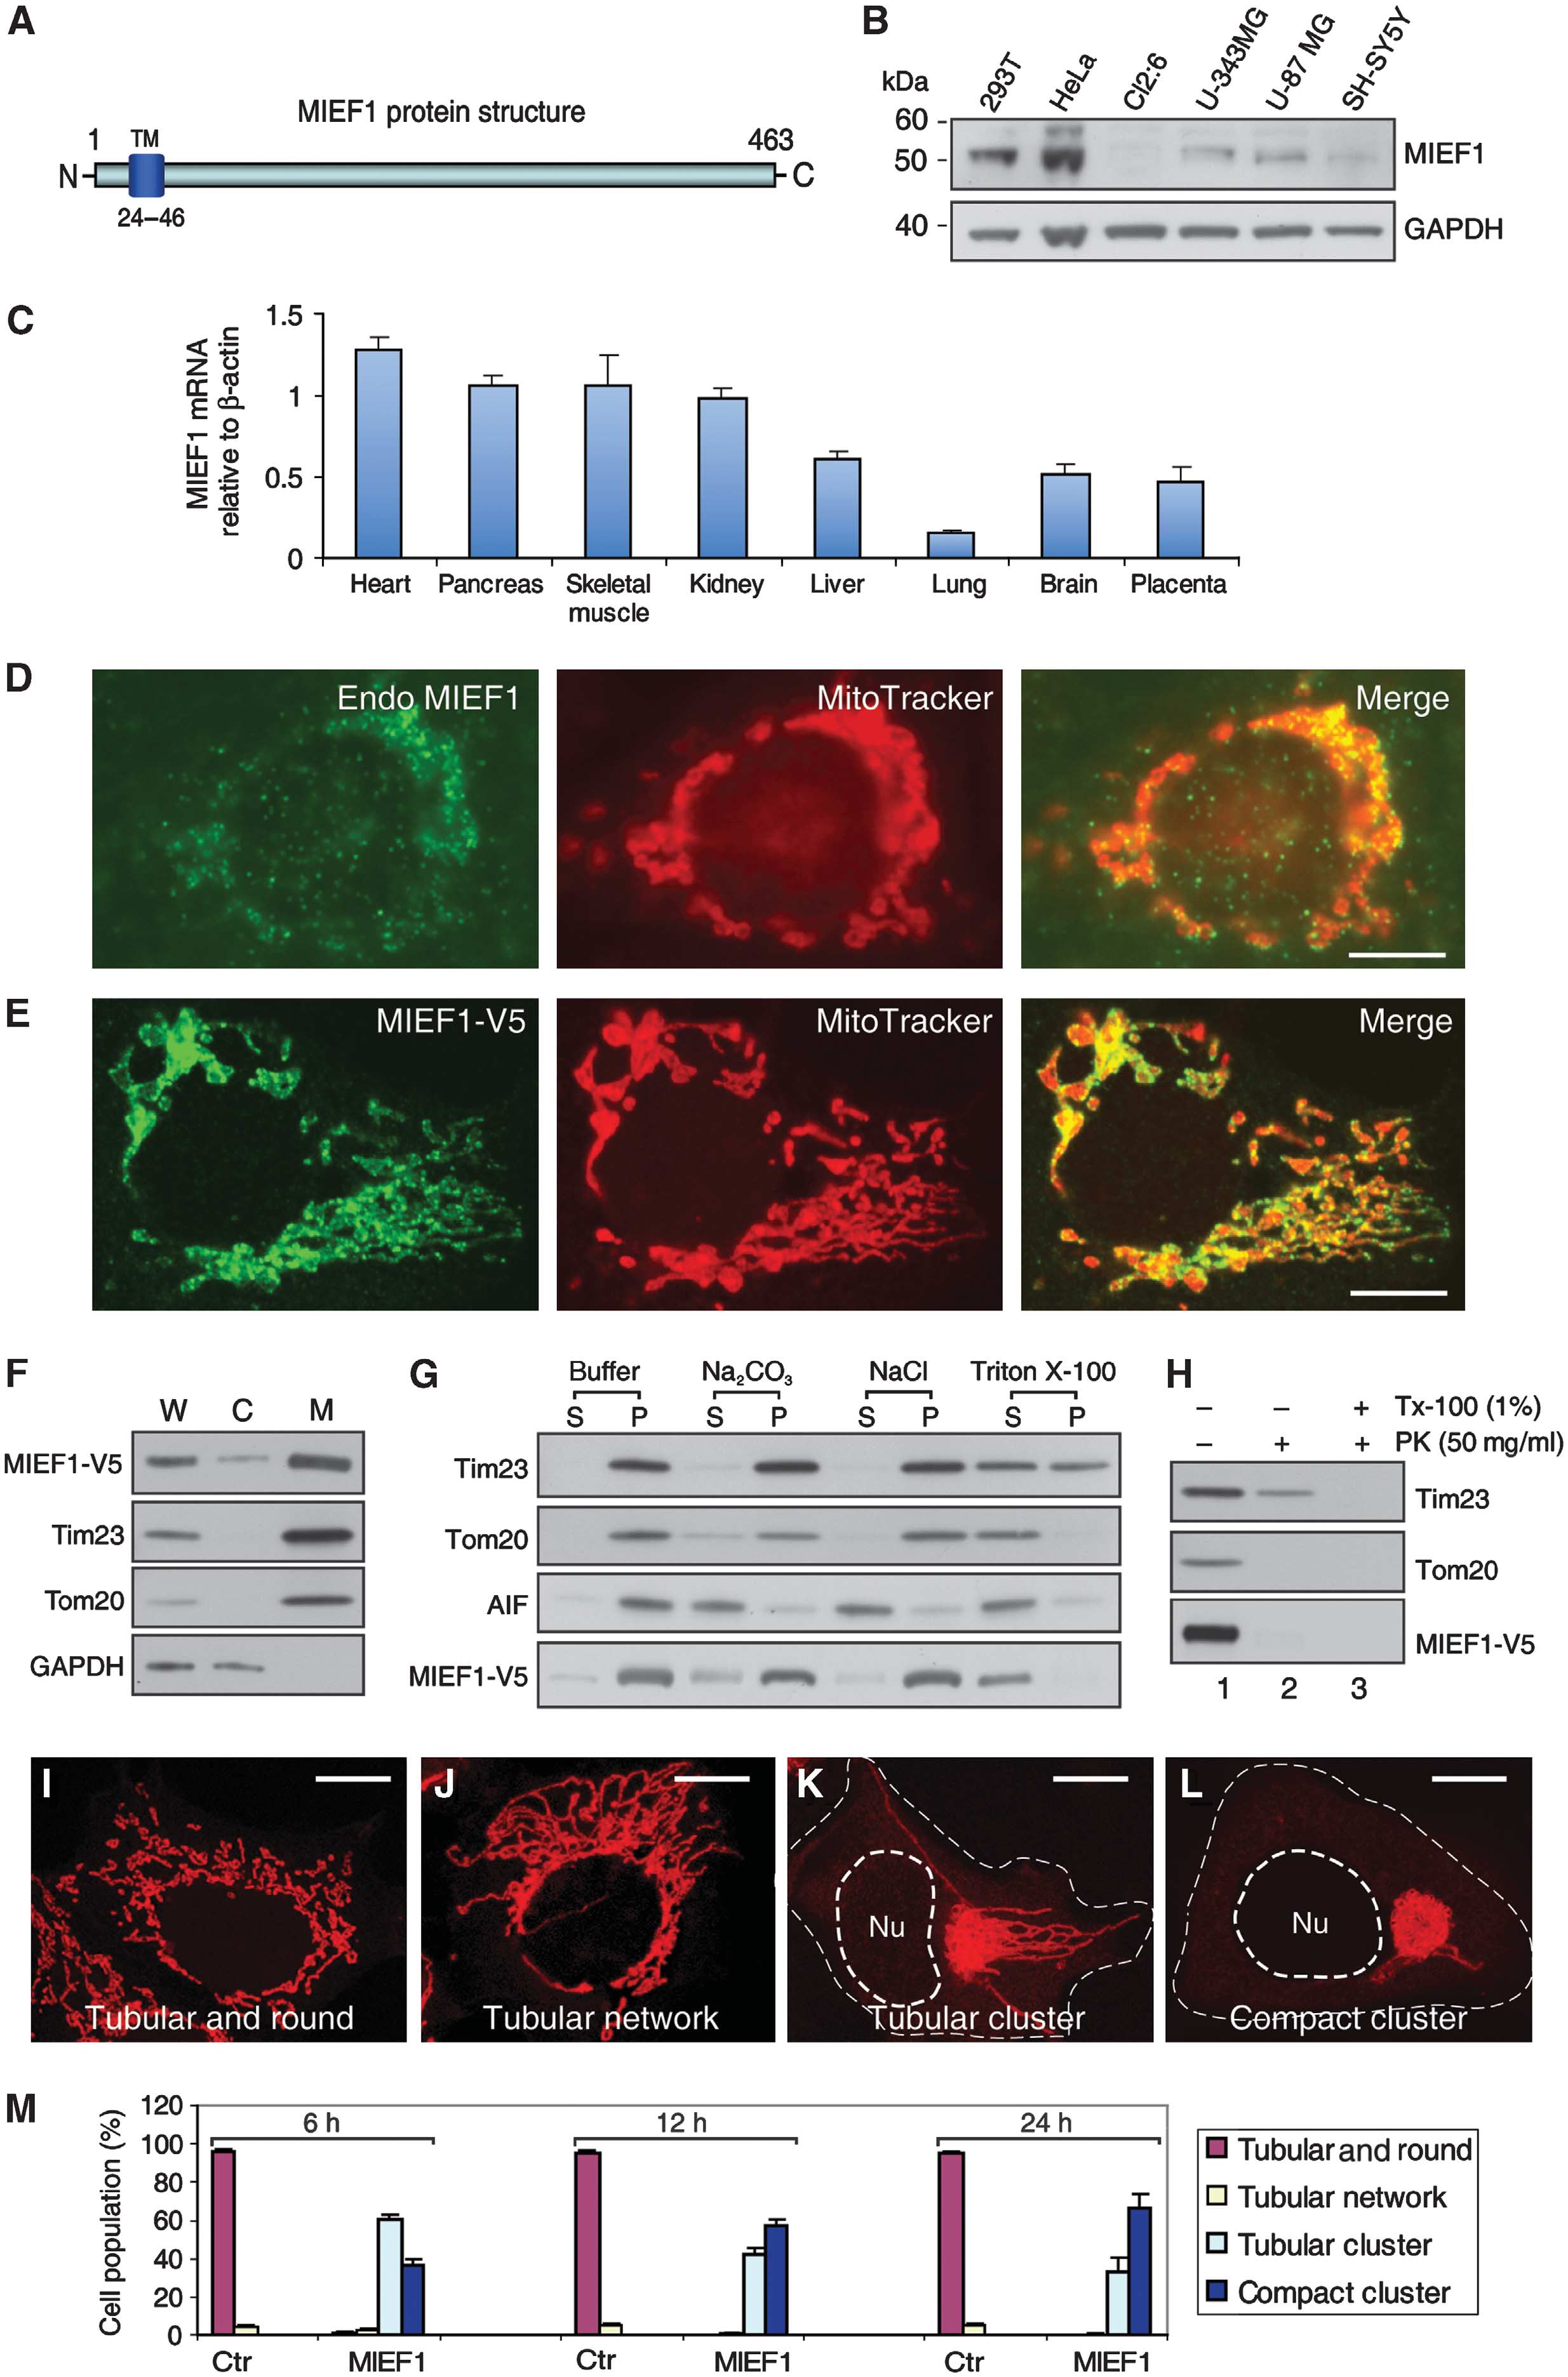 A
MIEF1 protein structure
1 TM 463
N C
24–46
B
kDa
293T HeLa Cl2:6 U-343MG U-87 MG SH-SY5Y
60
50 MIEF1
40 GAPDH
C
MIEF1 mRNA
relative to β-actin
1.5
1
0.5
0
Heart Pancreas Skeletal muscle Kidney Liver Lung Brain Placenta
D
Endo MIEF1 MitoTracker Merge
E
MIEF1-V5 MitoTracker Merge
F
W C M
MIEF1-V5
Tim23
Tom20
GAPDH
G
Buffer Na₂CO₃ NaCl Triton X-100
S P S P S P S P
Tim23
Tom20
AIF
MIEF1-V5
H
– – + Tx-100 (1%)
– + + PK (50 mg/ml)
Tim23
Tom20
MIEF1-V5
1 2 3
I
Tubular and round
J
Tubular network
K
Nu
Tubular cluster
L
Nu
Compact cluster
M
Cell population (%)
120
100
80
60
40
20
0
6 h 12 h 24 h
Ctr MIEF1 Ctr MIEF1 Ctr MIEF1
Tubular and round
Tubular network
Tubular cluster
Compact cluster